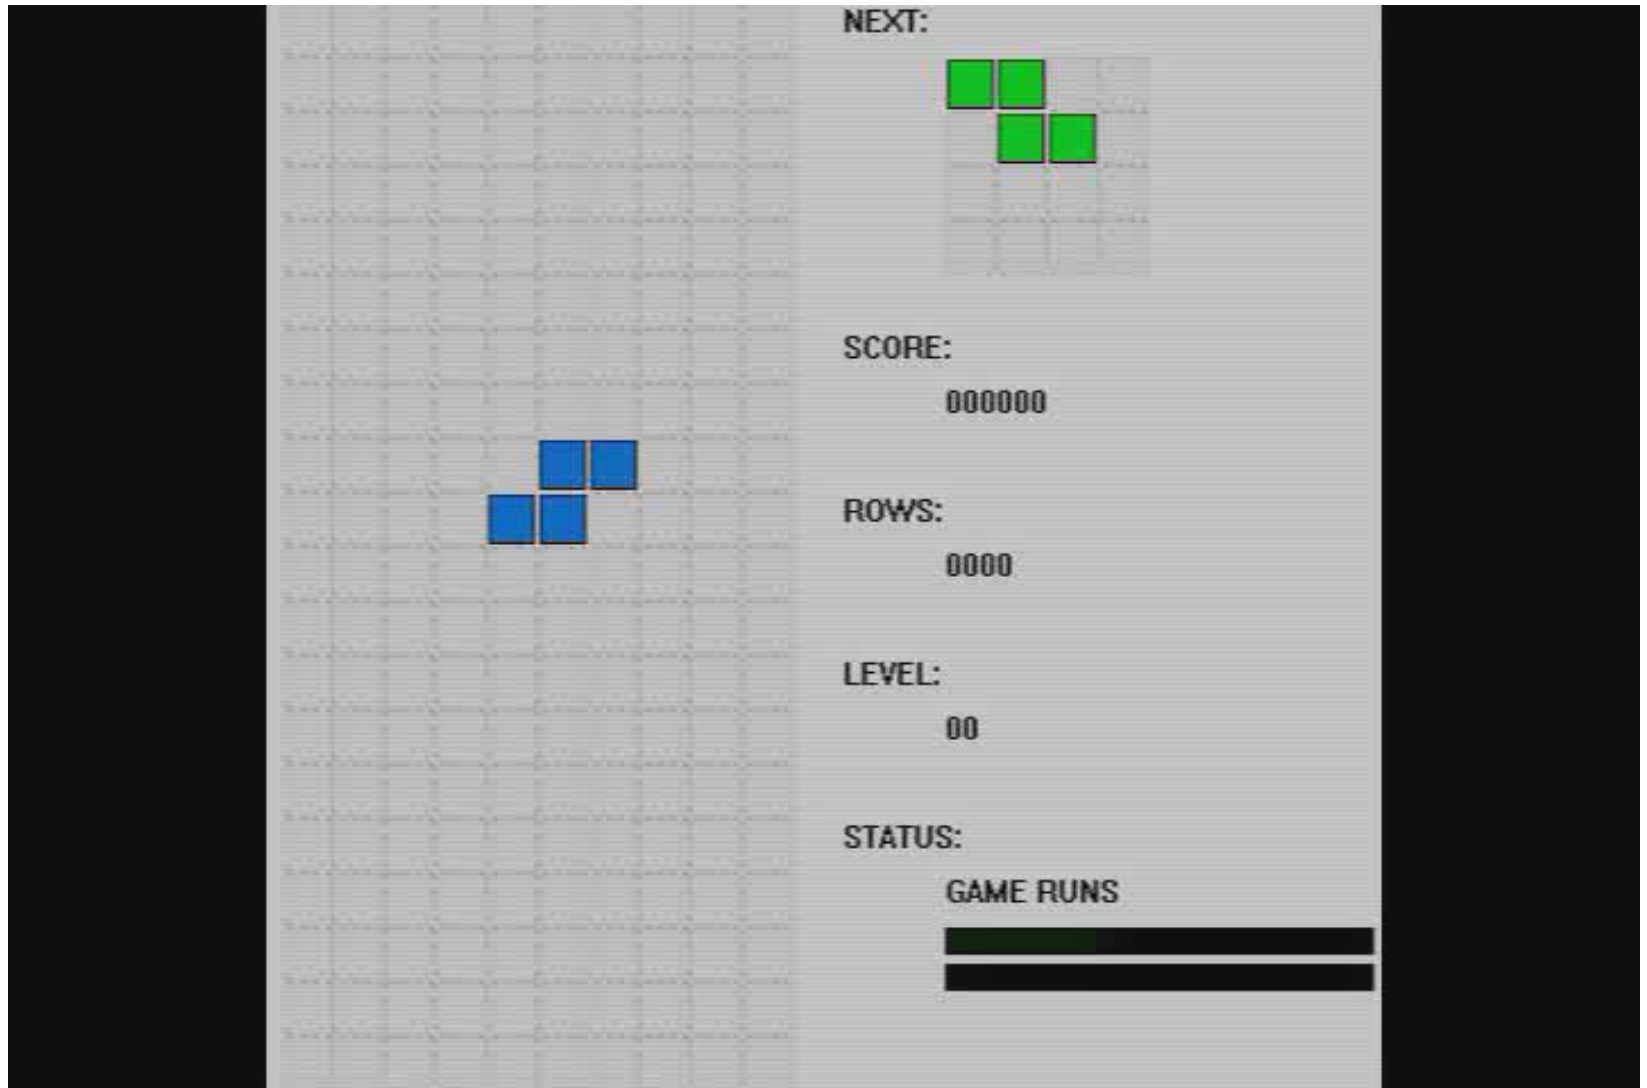 NEXT:
SCORE:
000000
ROWS:
0000
LEVEL:
00
STATUS:
GAME RUNS